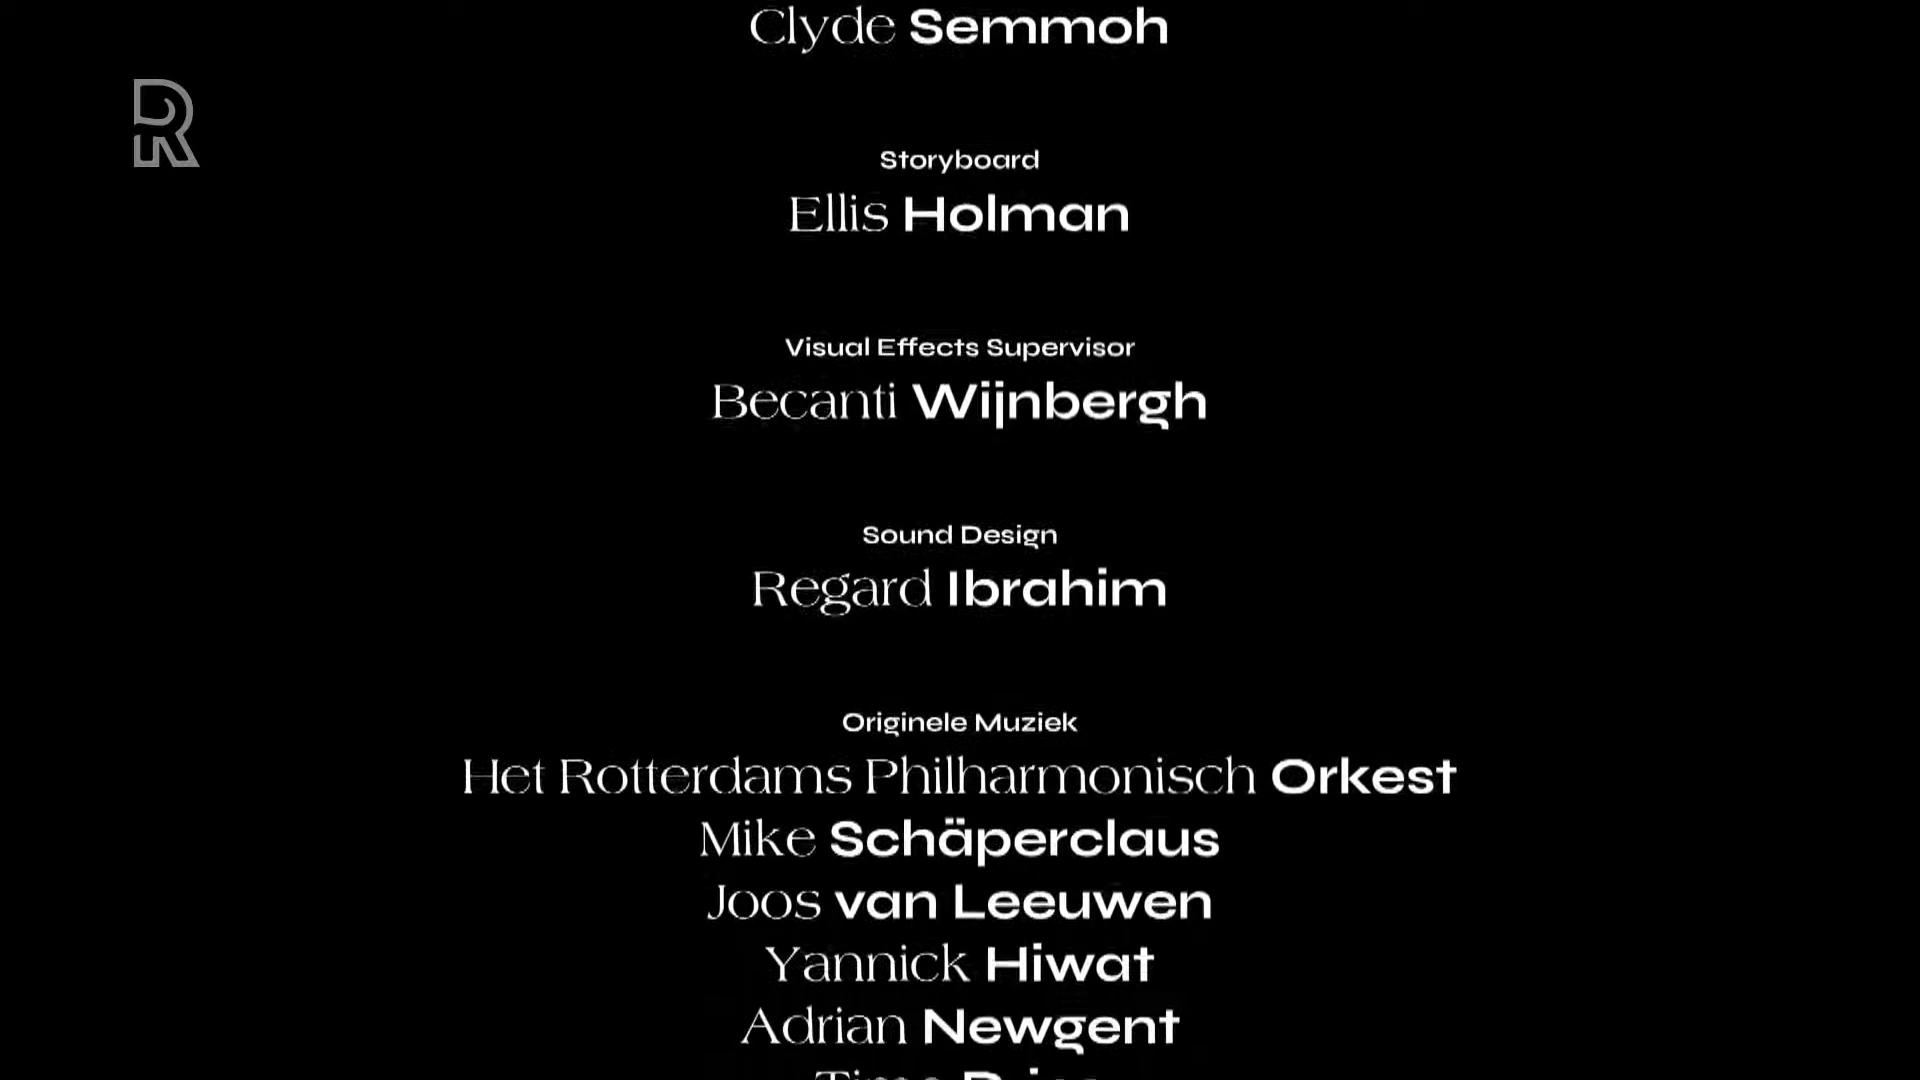 Clyde Semmoh
Storyboard
Ellis Holman
Visual Effects Supervisor
Becanti Wijnbergh
Sound Design
Regard Ibrahim
Originele Muziek
Het Rotterdams Philharmonisch Orkest
Mike Schäperclaus
Joos van Leeuwen
Yannick Hiwat
Adrian Newgent